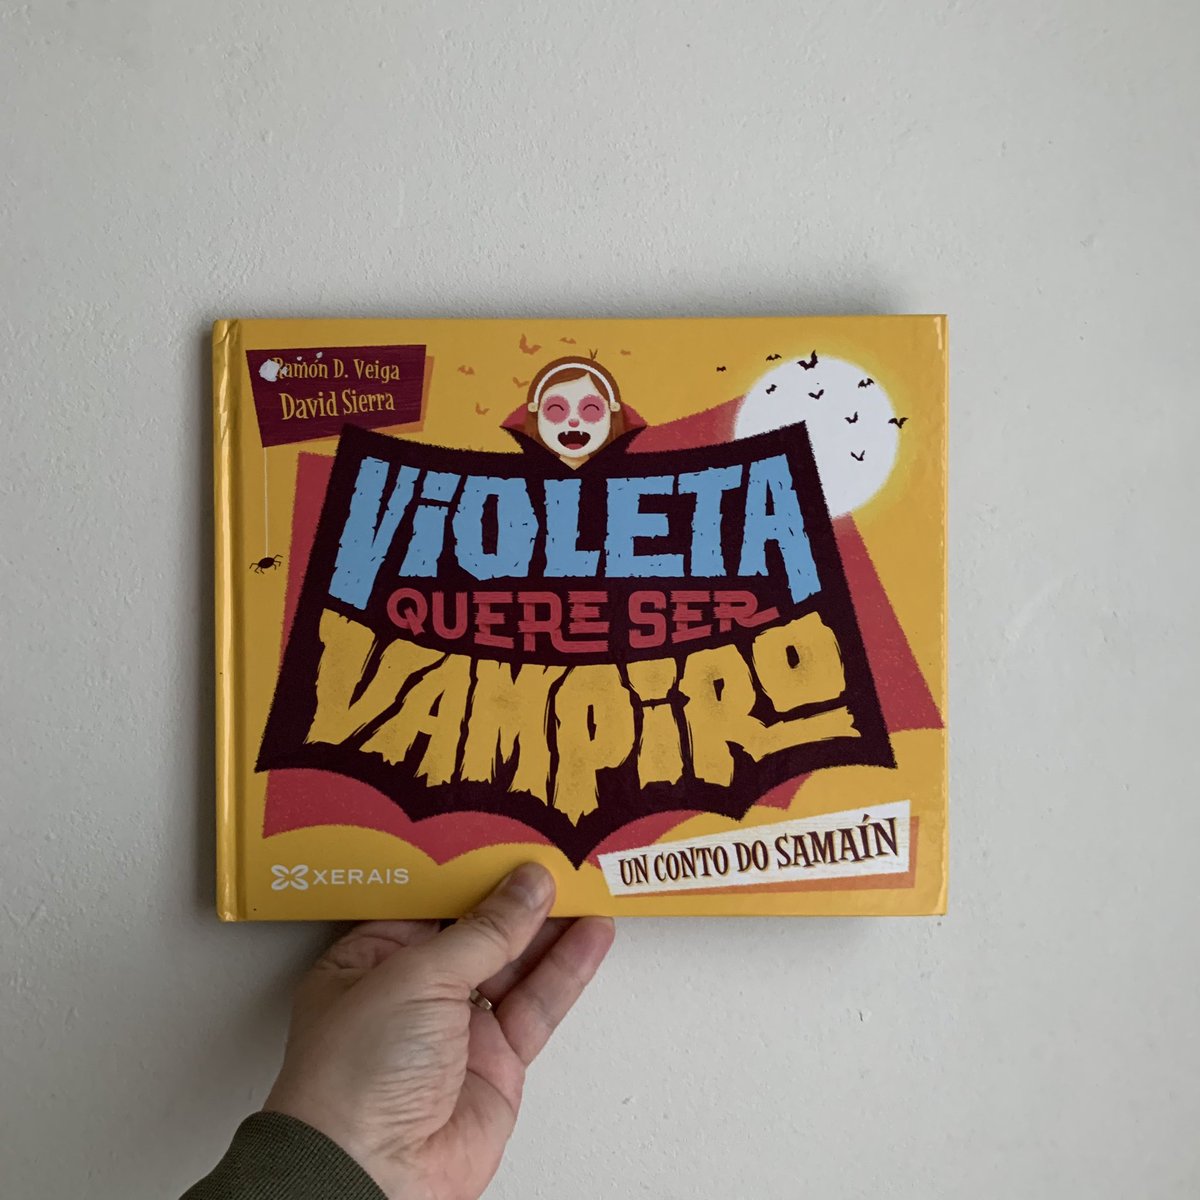 Ramón D. Veiga
David Sierra
VIOLETA
QUERE SER
VAMPIRO
UN CONTO DO SAMAÍN
XERAIS